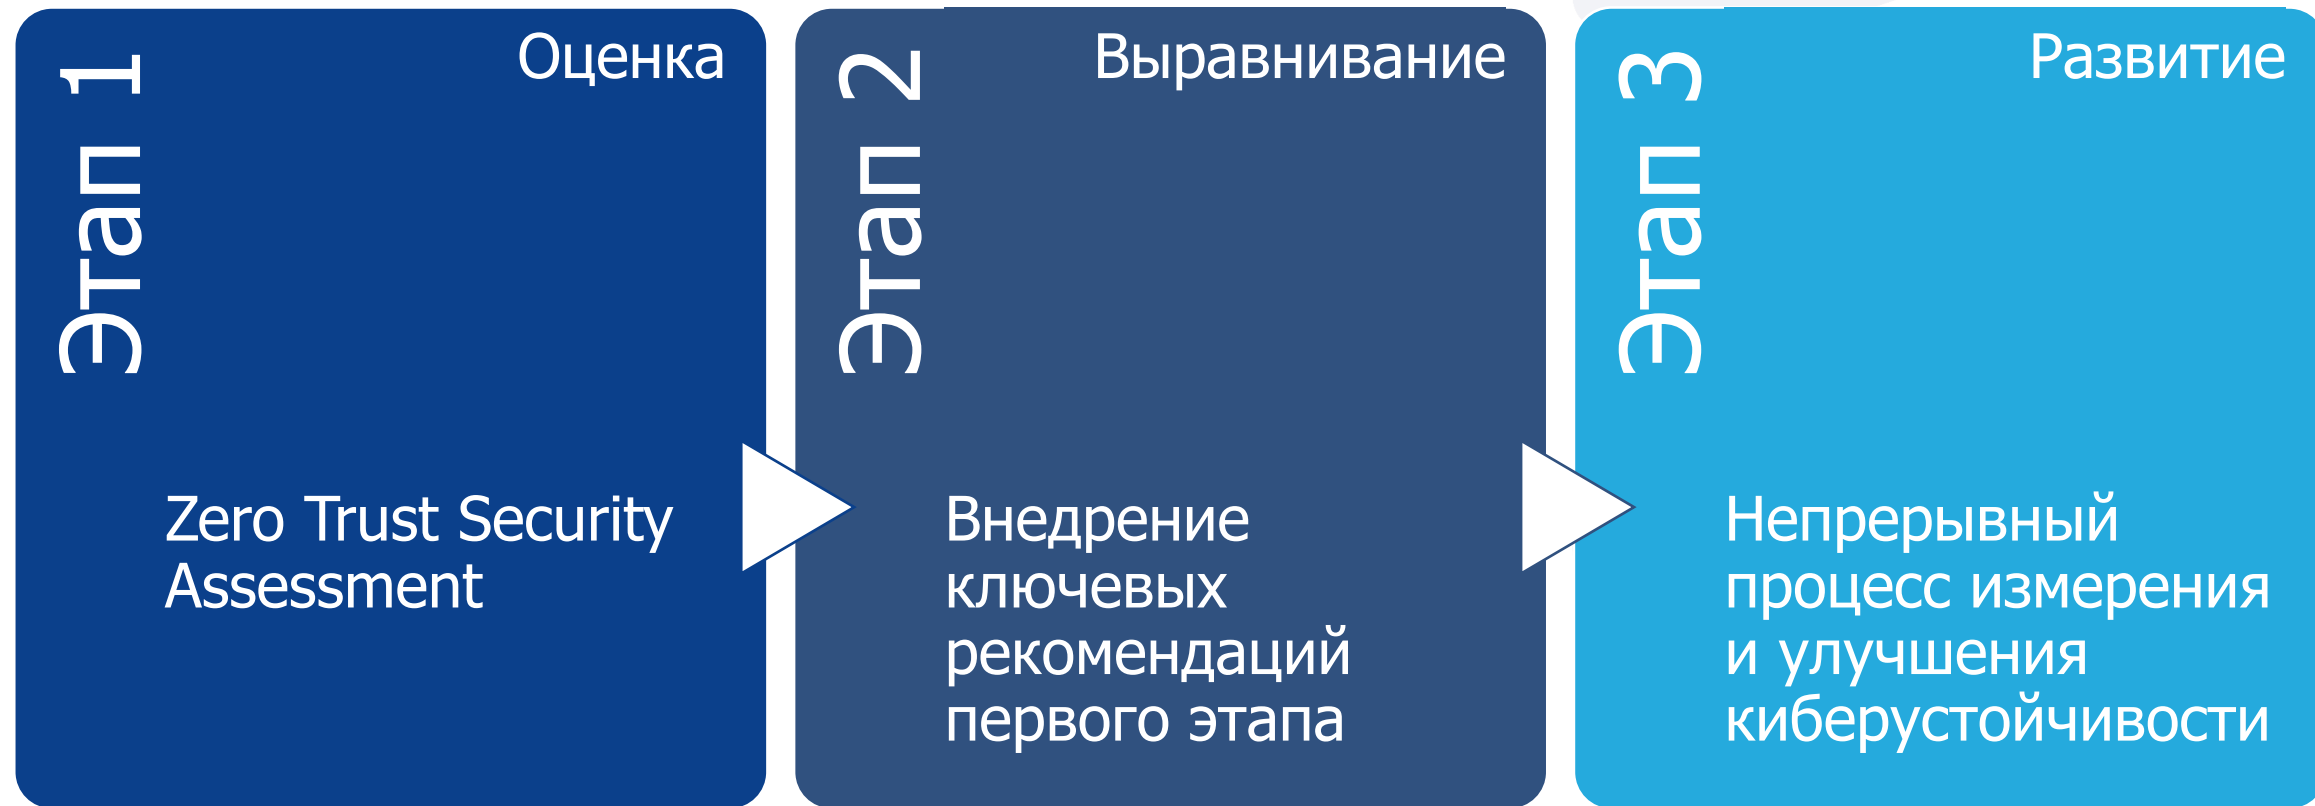 Этап 1
Оценка
Zero Trust Security
Assessment
Этап 2
Выравнивание
Внедрение
ключевых
рекомендаций
первого этапа
Этап 3
Развитие
Непрерывный
процесс измерения
и улучшения
киберустойчивости